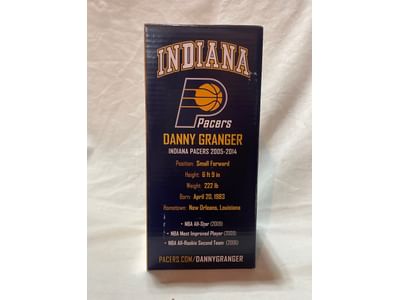 INDIANA
Pacers
DANNY GRANGER
INDIANA PACERS 2005-2014
Position: Small Forward
Height: 6 ft 9 in
Weight: 222 lb
Born: April 20, 1983
Hometown: New Orleans, Louisiana
• NBA All-Star (2009)
• NBA Most Improved Player (2009)
• NBA All-Rookie Second Team (2006)
PACERS.COM/DANNYGRANGER